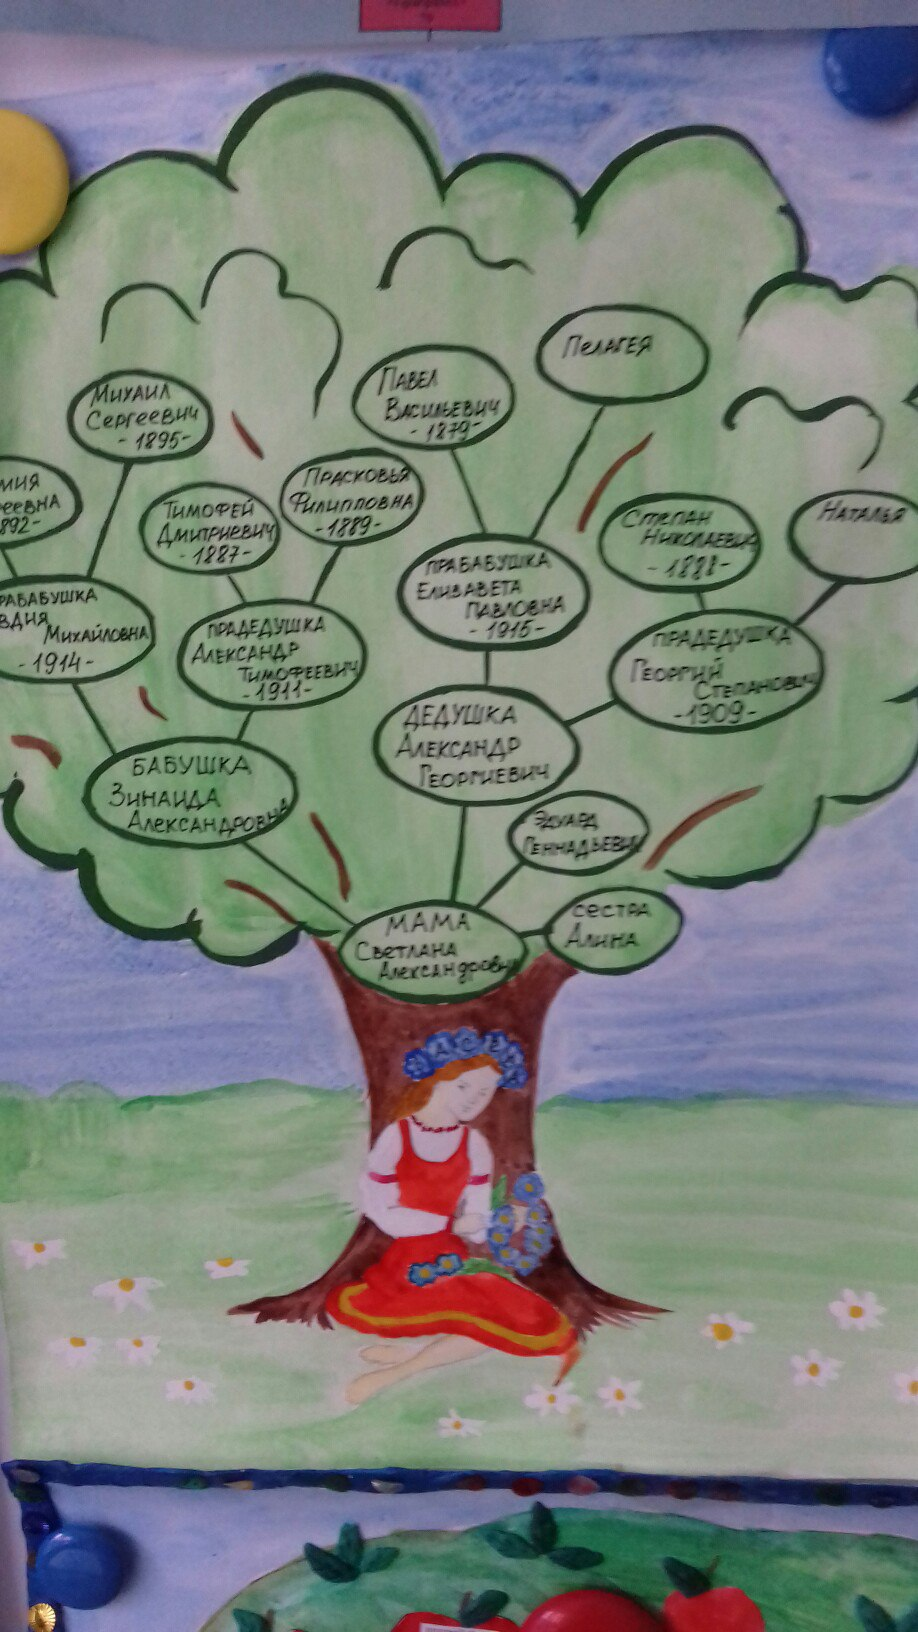 Пелагея
Павел
Васильевич
-1879-
Михаил
Сергеевич
-1895-
Прасковья
Филипповна
-1889-
Тимофей
Дмитриевич
-1887-
Степан
Николаевич
-1888-
Наталья
Прабабушка
Елизавета
Павловна
-1915-
Михайловна
-1914-
Прадедушка
Александр
Тимофеевич
-1911-
Прадедушка
Георгий
Степанович
-1909-
Дедушка
Александр
Георгиевич
Бабушка
Зинаида
Александровна
Эдуард
Геннадьевич
Мама
Светлана
Александровна
Сестра
Алина